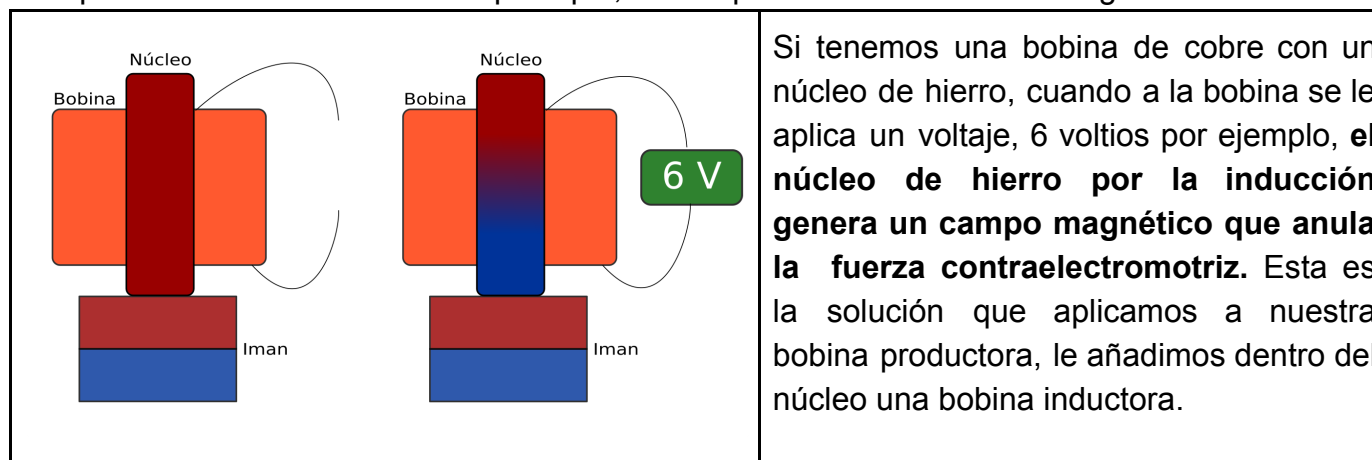 Núcleo
Bobina
Iman
Núcleo
Bobina
6 V
Iman
Si tenemos una bobina de cobre con un
núcleo de hierro, cuando a la bobina se le
aplica un voltaje, 6 voltios por ejemplo, el
núcleo de hierro por la inducción
genera un campo magnético que anula
la fuerza contraelectromotriz. Esta es
la solución que aplicamos a nuestra
bobina productora, le añadimos dentro del
núcleo una bobina inductora.